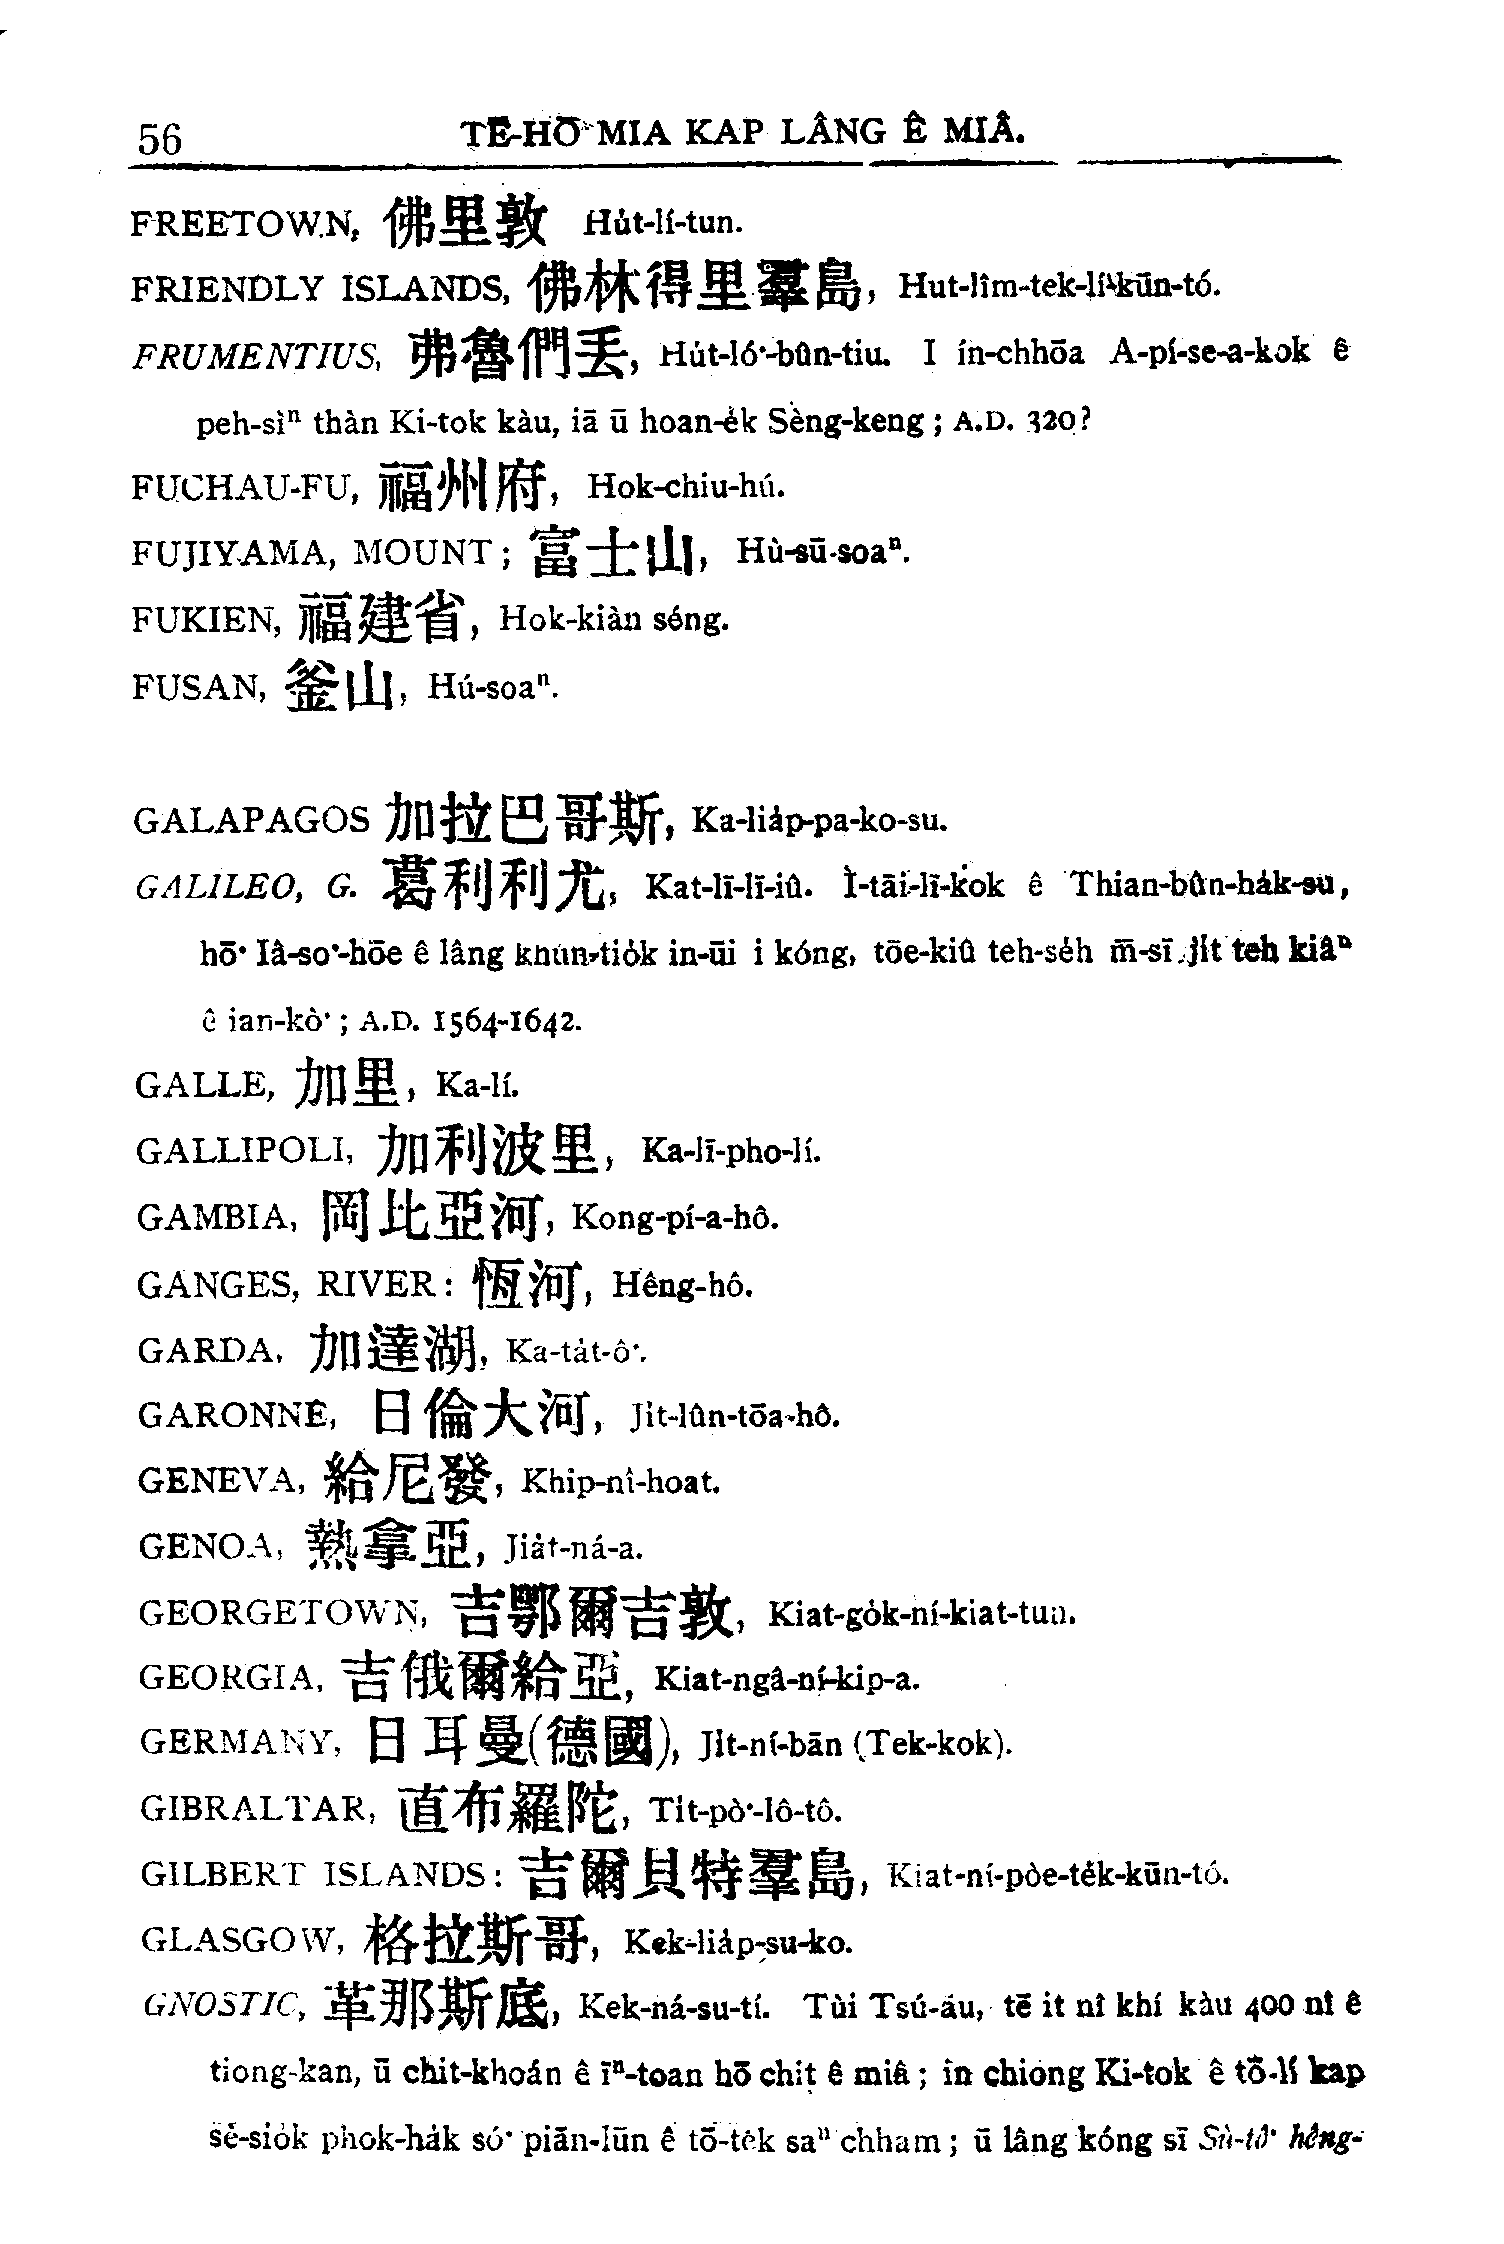 56 TĒ-HŌ͘ MIA KAP LÂNG Ê MIÂ.
FREETOWN, 佛里敦 Hu̍t-lí-tun.
FRIENDLY ISLANDS, 佛林得里羣島, Hut-lîm-tek-lí-kūn-tó.
FRUMENTIUS, 弗魯們丟, Hu̍t-ló͘-bûn-tiu. I ín-chhōa A-pí-se-a-kok ê
peh-sìⁿ thàn Ki-tok kàu, iā ū hoan-e̍k Sèng-keng; A.D. 320?
FUCHAU-FU, 福州府, Hok-chiu-hú.
FUJIYAMA, MOUNT; 富士山, Hù-sū-soaⁿ.
FUKIEN, 福建省, Hok-kiàn séng.
FUSAN, 釜山, Hú-soaⁿ.
GALAPAGOS 加拉巴哥斯, Ka-lia̍p-pa-ko-su.
GALILEO, G. 葛利利尤, Kat-lī-lī-iû. Ì-tāi-lī-kok ê Thian-bûn-ha̍k-su,
hō͘ Iâ-so͘-hōe ê lâng khùn-tio̍k in-ūi i kóng, tōe-kiû teh-se̍h m̄-sī ji̍t teh kiâⁿ
ê ian-kò͘; A.D. 1564-1642.
GALLE, 加里, Ka-lí.
GALLIPOLI, 加利波里, Ka-lī-pho-lí.
GAMBIA, 岡比亞河, Kong-pí-a-hô.
GANGES, RIVER: 恆河, Hêng-hô.
GARDA, 加達湖, Ka-ta̍t-ô͘.
GARONNE, 日倫大河, Ji̍t-lûn-tōa-hô.
GENEVA, 給尼發, Khip-nî-hoat.
GENOA, 熱拿亞, Jia̍t-ná-a.
GEORGETOWN, 吉鄂爾吉敦, Kiat-go̍k-ní-kiat-tun.
GEORGIA, 吉俄爾給亞, Kiat-ngâ-ní-kip-a.
GERMANY, 日耳曼(德國), Ji̍t-ní-bān (Tek-kok).
GIBRALTAR, 直布羅陀, Ti̍t-pò͘-lô-tô.
GILBERT ISLANDS: 吉爾貝特羣島, Kiat-ní-pòe-te̍k-kūn-tó.
GLASGOW, 格拉斯哥, Kek-lia̍p-su-ko.
GNOSTIC, 革那斯底, Kek-ná-su-tí. Tùi Tsú-áu, tē it nî khí kàu 400 nî ê
tiong-kan, ū chit-khoán ê īⁿ-toan hō chit ê miâ; in chiong Ki-tok ê tō-lí kap
sè-sio̍k phok-ha̍k só͘ piān-lūn ê tō-te̍k saⁿ chham; ū lâng kóng sī Sù-tô͘ hêng-